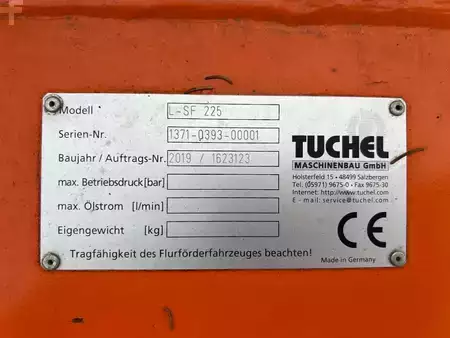 Modell L-SF 225
Serien-Nr. 1371-0393-00001
Baujahr / Auftrags-Nr. 2019 / 1623123
max. Betriebsdruck [bar]
max. Ölstrom [l/min]
Eigengewicht [kg]
Tragfähigkeit des Flurförderfahrzeuges beachten!
TUCHEL
MASCHINENBAU GmbH
Holsterfeld 15 • 48499 Salzbergen
Tel. (05971) 9675-0 • Fax 9675-30
Internet: http://www.tuchel.com
E - mail: service@tuchel.com
CE
Made in Germany